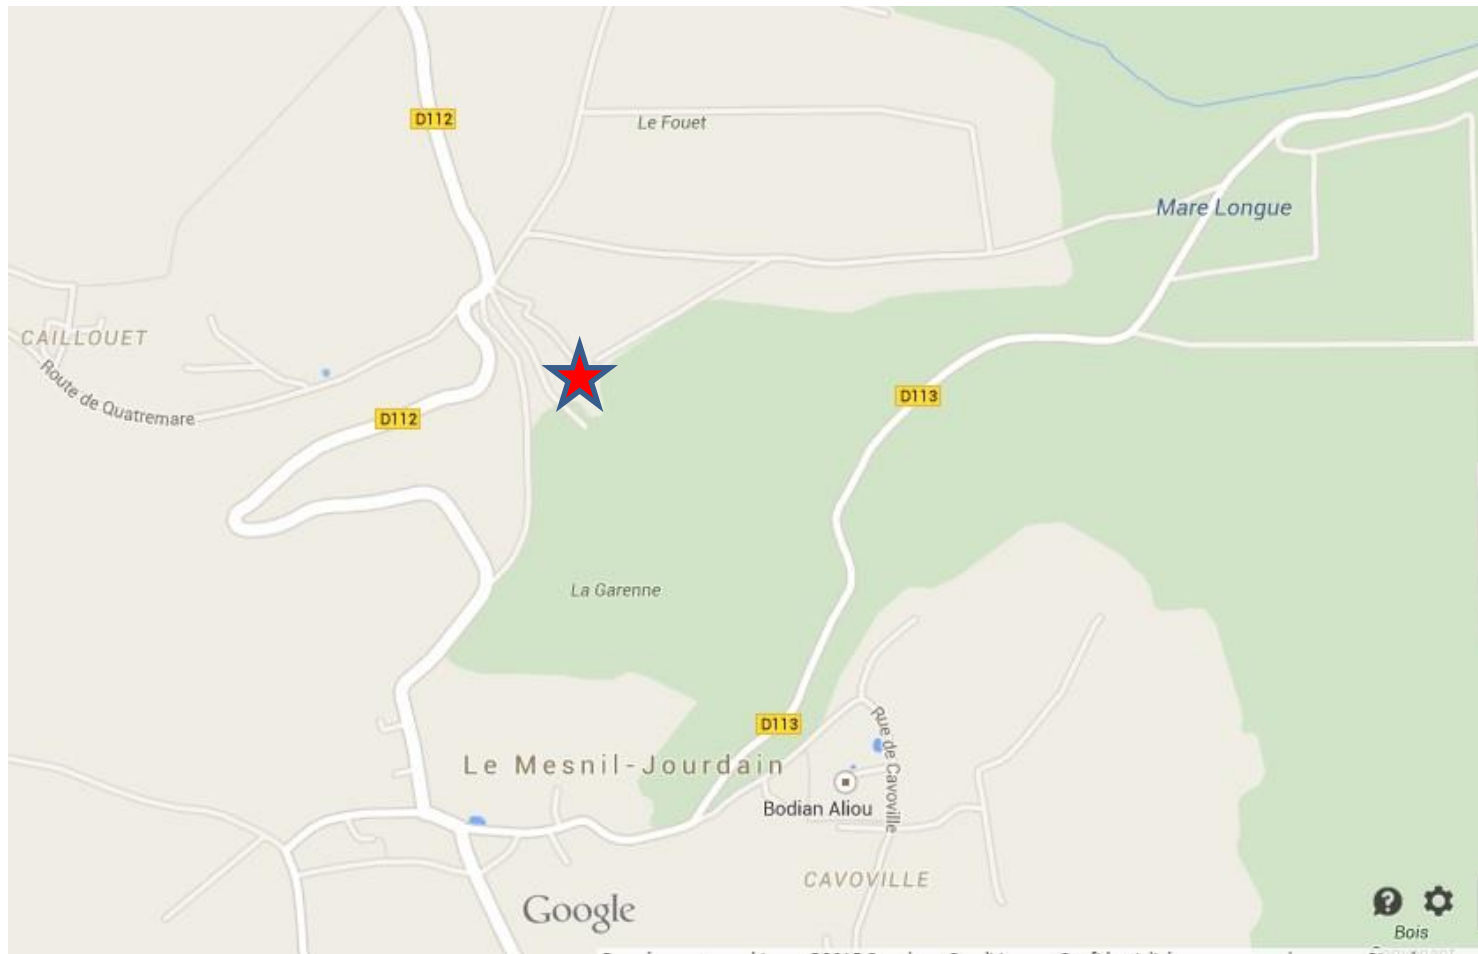 D112
Le Fouet
Mare Longue
CAILLOUET
Route de Quatremare
D112
D113
La Garenne
D113
Rue de Cavoville
Le Mesnil-Jourdain
Bodian Aliou
CAVOVILLE
Google
Bois